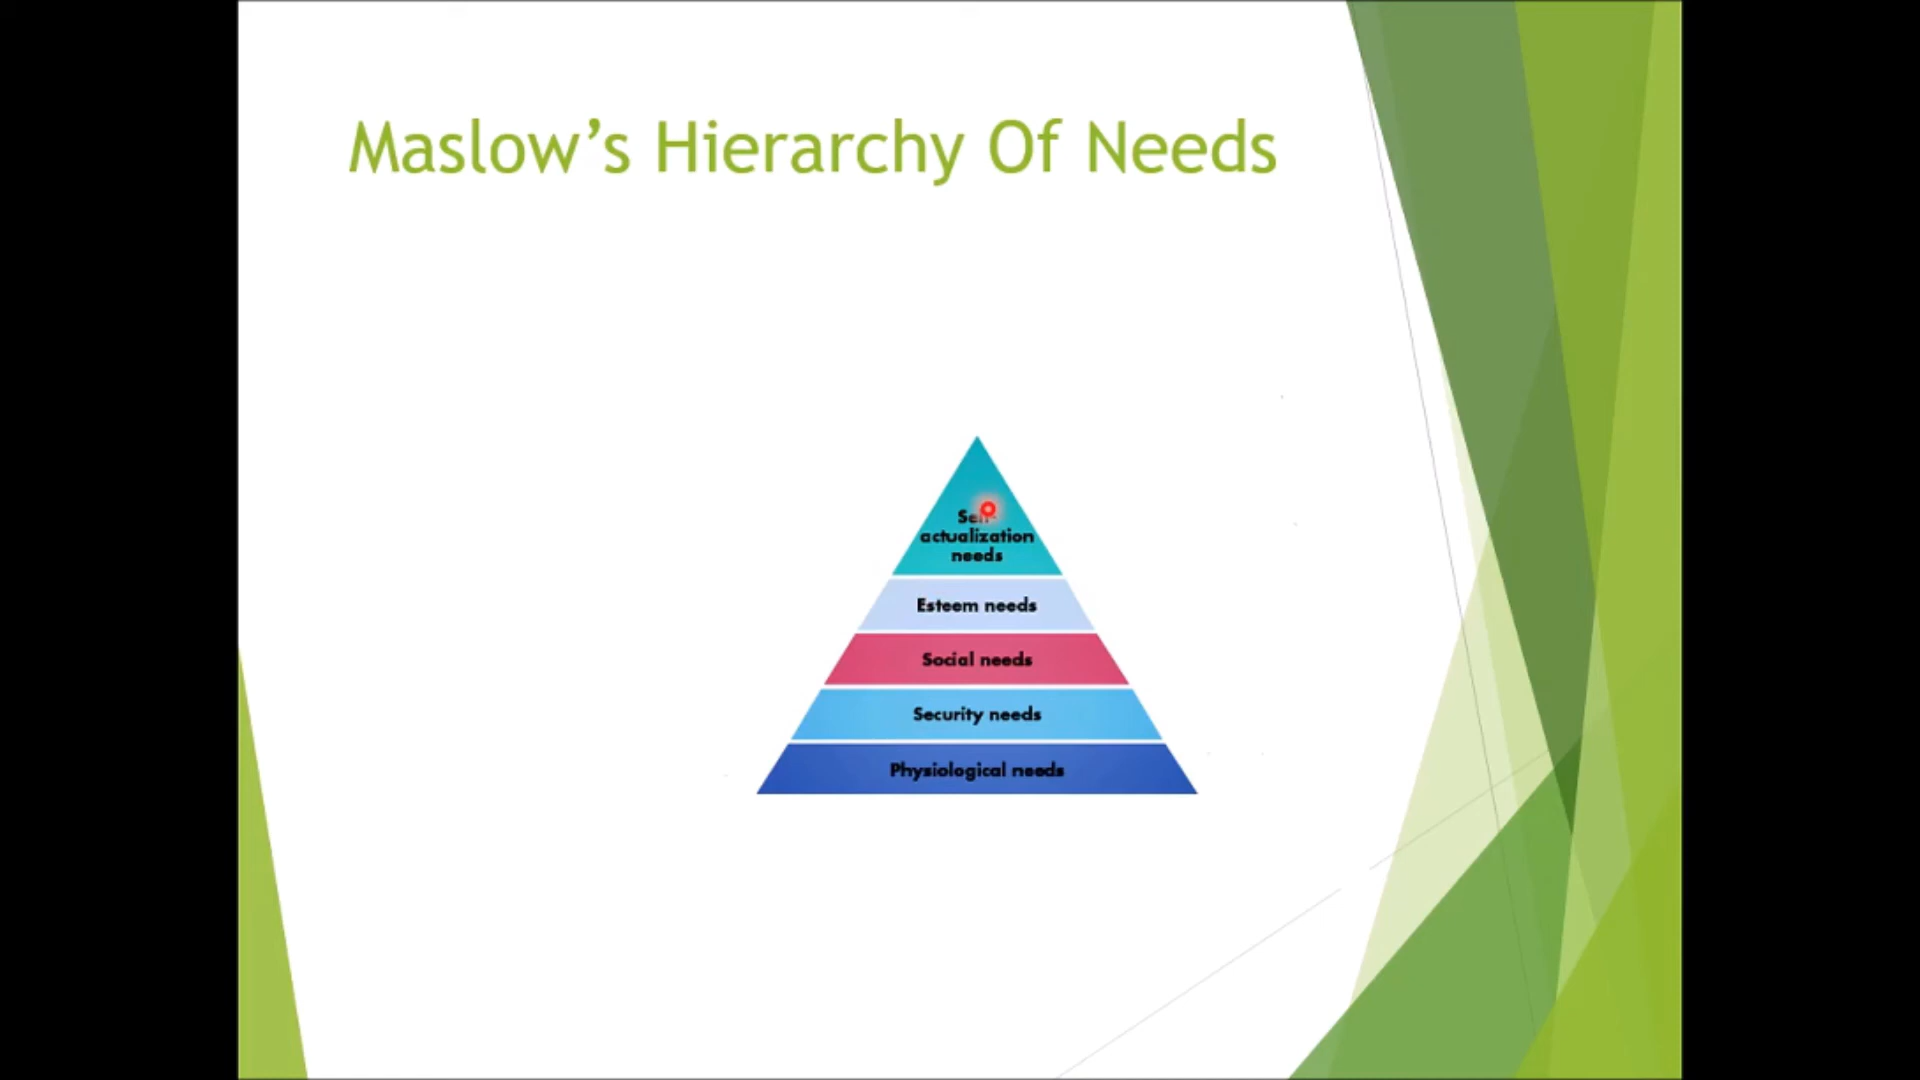 Maslow’s Hierarchy Of Needs
actualization
needs
Esteem needs
Social needs
Security needs
Physiological needs